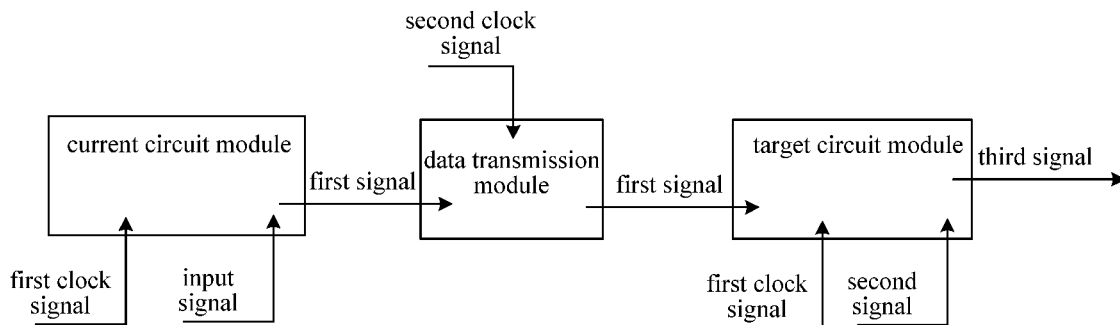 second clock
signal
current circuit module
first signal
data transmission
module
first signal
target circuit module
third signal
first clock
signal
input
signal
first clock
signal
second
signal